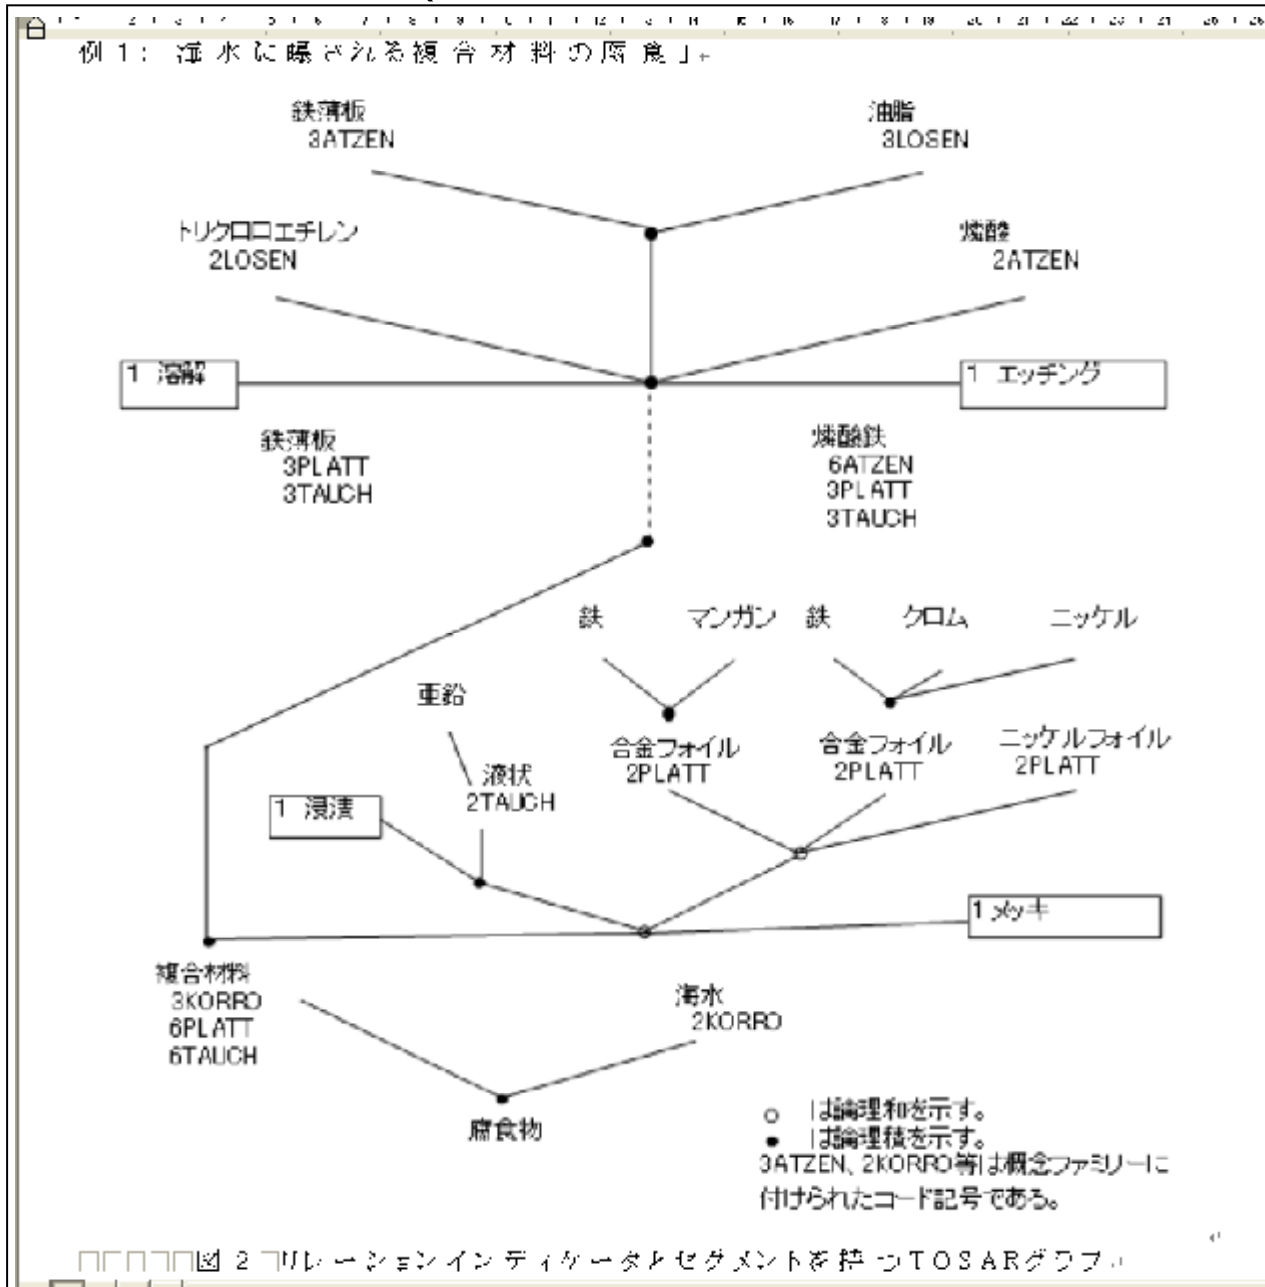 例1: 海水に曝される複合材料の腐食」
鉄薄板
3ATZEN
油脂
3LOSEN
トリクロロエチレン
2LOSEN
燐酸
2ATZEN
1 溶解
1 エッチング
鉄薄板
3PLATT
3TAUCH
燐酸鉄
6ATZEN
3PLATT
3TAUCH
鉄
マンガン
鉄
クロム
ニッケル
亜鉛
合金フォイル
2PLATT
合金フォイル
2PLATT
ニッケルフォイル
2PLATT
液状
2TAUCH
1 浸漬
1 メッキ
複合材料
3KORRO
6PLATT
6TAUCH
海水
2KORRO
腐食物
○ は論理和を示す。
● は論理積を示す。
3ATZEN、2KORRO等は概念ファミリーに
付けられたコード記号である。
図2 リレーションインディケータとセグメントを持つTOSARグラフ